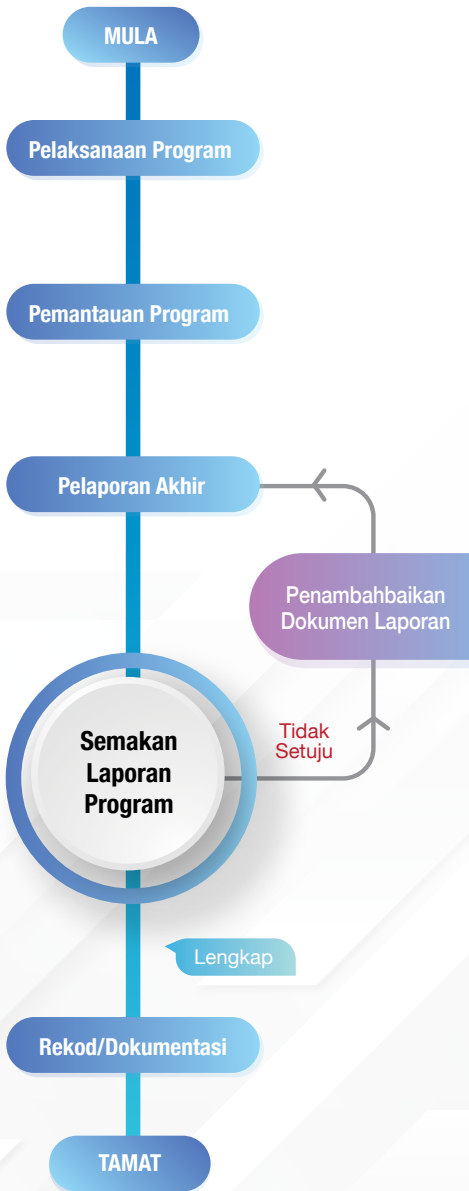 MULA
Pelaksanaan Program
Pemantauan Program
Pelaporan Akhir
Penambahbaikan
Dokumen Laporan
Semakan
Laporan
Program
Tidak
Setuju
Lengkap
Rekod/Dokumentasi
TAMAT